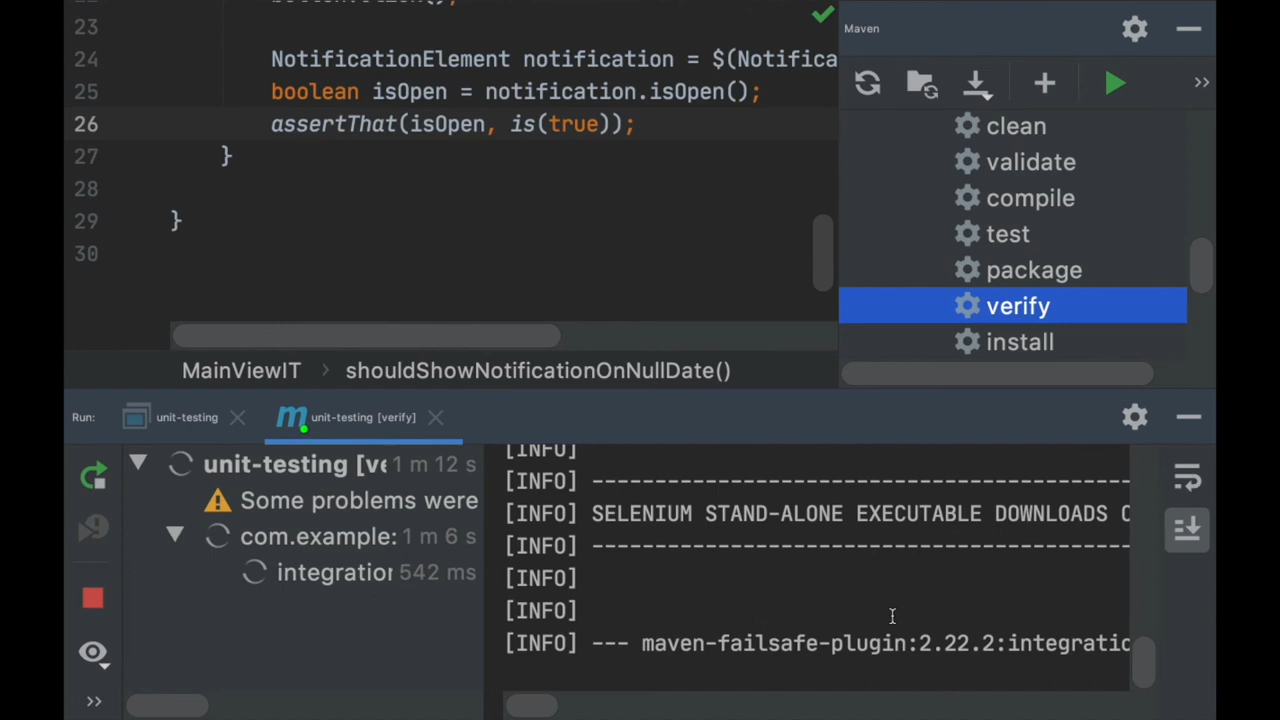 23
24 NotificationElement notification = $(Notifica
25 boolean isOpen = notification.isOpen();
26 assertThat(isOpen, is(true));
27 }
28
29 }
30
MainViewIT › shouldShowNotificationOnNullDate()
Maven
clean
validate
compile
test
package
verify
install
Run: unit-testing unit-testing [verify]
unit-testing [ve 1 m 12 s
Some problems were
com.example: 1 m 6 s
integration 542 ms
[INFO]
[INFO] ------------------------------------------------
[INFO] SELENIUM STAND-ALONE EXECUTABLE DOWNLOADS C
[INFO] ------------------------------------------------
[INFO]
[INFO]
[INFO] --- maven-failsafe-plugin:2.22.2:integratio